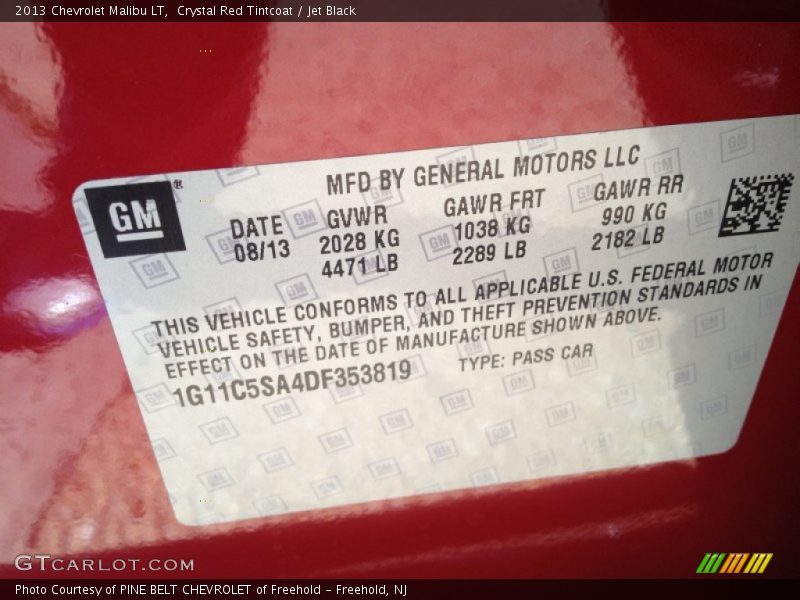 2013 Chevrolet Malibu LT, Crystal Red Tintcoat / Jet Black
GM ®
MFD BY GENERAL MOTORS LLC
DATE GVWR GAWR FRT GAWR RR
08/13 2028 KG 1038 KG 990 KG
4471 LB 2289 LB 2182 LB
THIS VEHICLE CONFORMS TO ALL APPLICABLE U.S. FEDERAL MOTOR
VEHICLE SAFETY, BUMPER, AND THEFT PREVENTION STANDARDS IN
EFFECT ON THE DATE OF MANUFACTURE SHOWN ABOVE.
1G11C5SA4DF353819 TYPE: PASS CAR
GTCARLOT.COM
Photo Courtesy of PINE BELT CHEVROLET of Freehold – Freehold, NJ